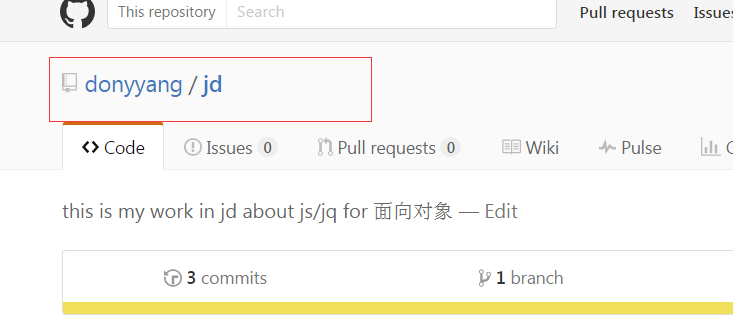 This repository Search Pull requests Issues
donyyang / jd
Code Issues 0 Pull requests 0 Wiki Pulse
this is my work in jd about js/jq for 面向对象 — Edit
3 commits 1 branch